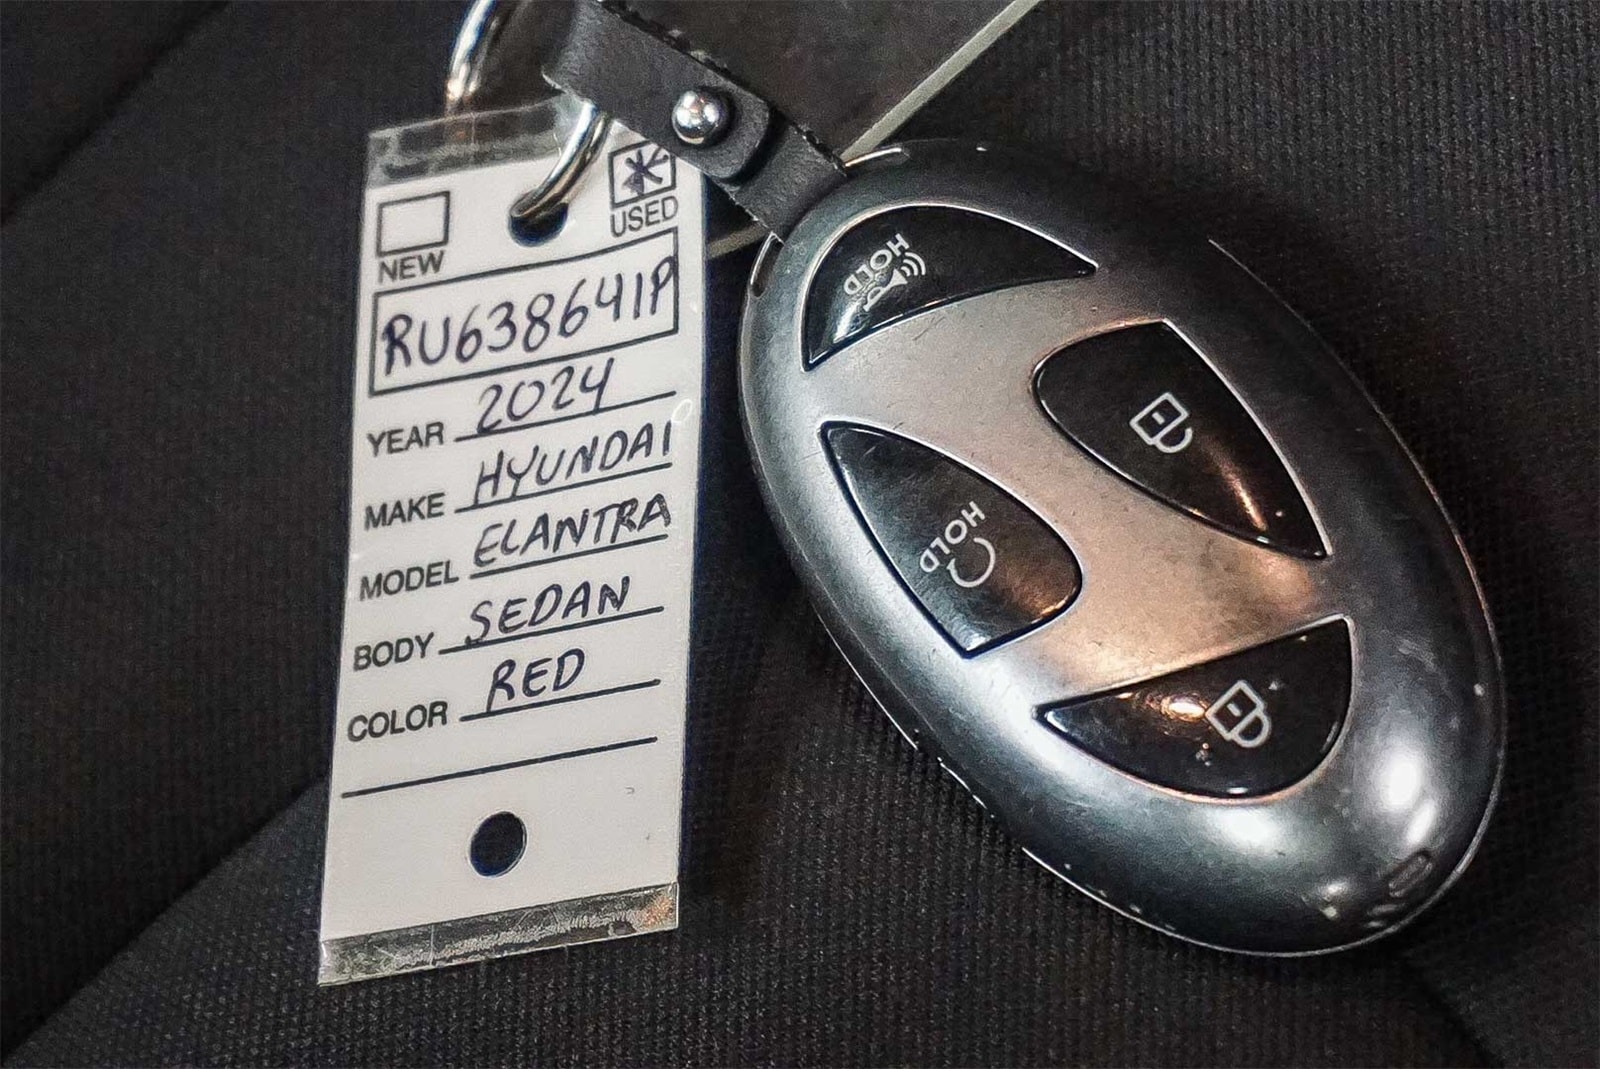 NEW
USED
RU638641P
YEAR 2024
MAKE HYUNDAI
MODEL ELANTRA
BODY SEDAN
COLOR RED
HOLD
HOLD